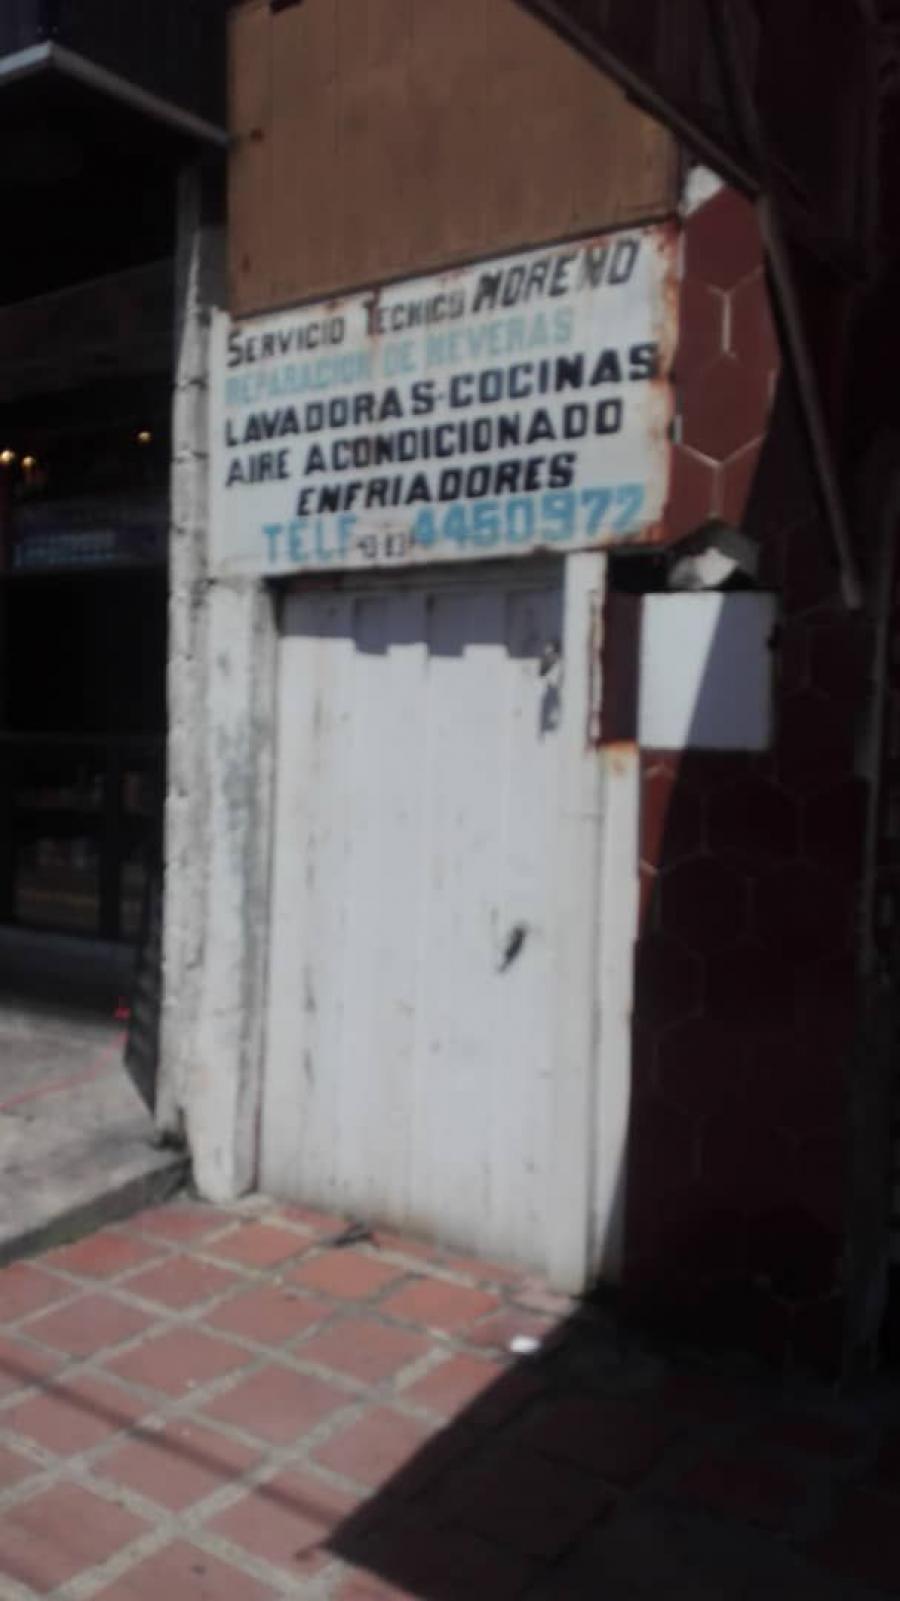 SERVICIO TECNICO MORENO
REPARACION DE NEVERAS
LAVADORAS-COCINAS
AIRE ACONDICIONADO
ENFRIADORES
TELF 4450972